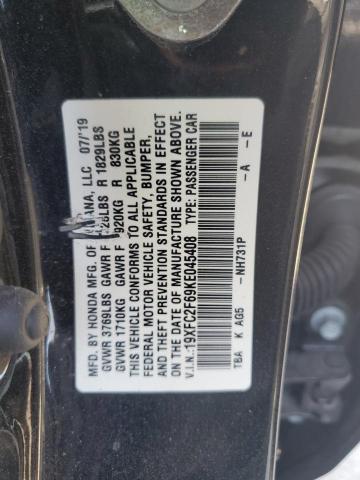 MFD. BY HONDA MFG. OF INDIANA, LLC 07/'19
GVWR 3769LBS GAWR F 2028LBS R 1829LBS
GVWR 1710KG GAWR F 920KG R 830KG
THIS VEHICLE CONFORMS TO ALL APPLICABLE
FEDERAL MOTOR VEHICLE SAFETY, BUMPER,
AND THEFT PREVENTION STANDARDS IN EFFECT
ON THE DATE OF MANUFACTURE SHOWN ABOVE.
V.I.N.: 19XFC2F69KE045408 TYPE: PASSENGER CAR
-NH731P -A -E
TBA K AG5